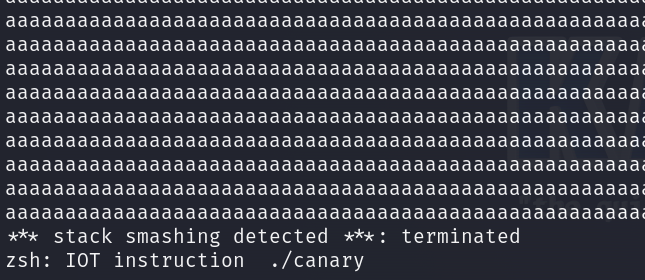 aaaaaaaaaaaaaaaaaaaaaaaaaaaaaaaaaaaaaaaaaaaaaaaaaaaaa
aaaaaaaaaaaaaaaaaaaaaaaaaaaaaaaaaaaaaaaaaaaaaaaaaaaaa
aaaaaaaaaaaaaaaaaaaaaaaaaaaaaaaaaaaaaaaaaaaaaaaaaaaaa
aaaaaaaaaaaaaaaaaaaaaaaaaaaaaaaaaaaaaaaaaaaaaaaaaaaaa
aaaaaaaaaaaaaaaaaaaaaaaaaaaaaaaaaaaaaaaaaaaaaaaaaaaaa
aaaaaaaaaaaaaaaaaaaaaaaaaaaaaaaaaaaaaaaaaaaaaaaaaaaaa
aaaaaaaaaaaaaaaaaaaaaaaaaaaaaaaaaaaaaaaaaaaaaaaaaaaaa
aaaaaaaaaaaaaaaaaaaaaaaaaaaaaaaaaaaaaaaaaaaaaaaaaaaaa
aaaaaaaaaaaaaaaaaaaaaaaaaaaaaaaaaaaaaaaaaaaaaaaaaaaaa
aaaaaaaaaaaaaaaaaaaaaaaaaaaaaaaaaaaaaaaaaaaaaaaaaaaaa
*** stack smashing detected ***: terminated
zsh: IOT instruction  ./canary